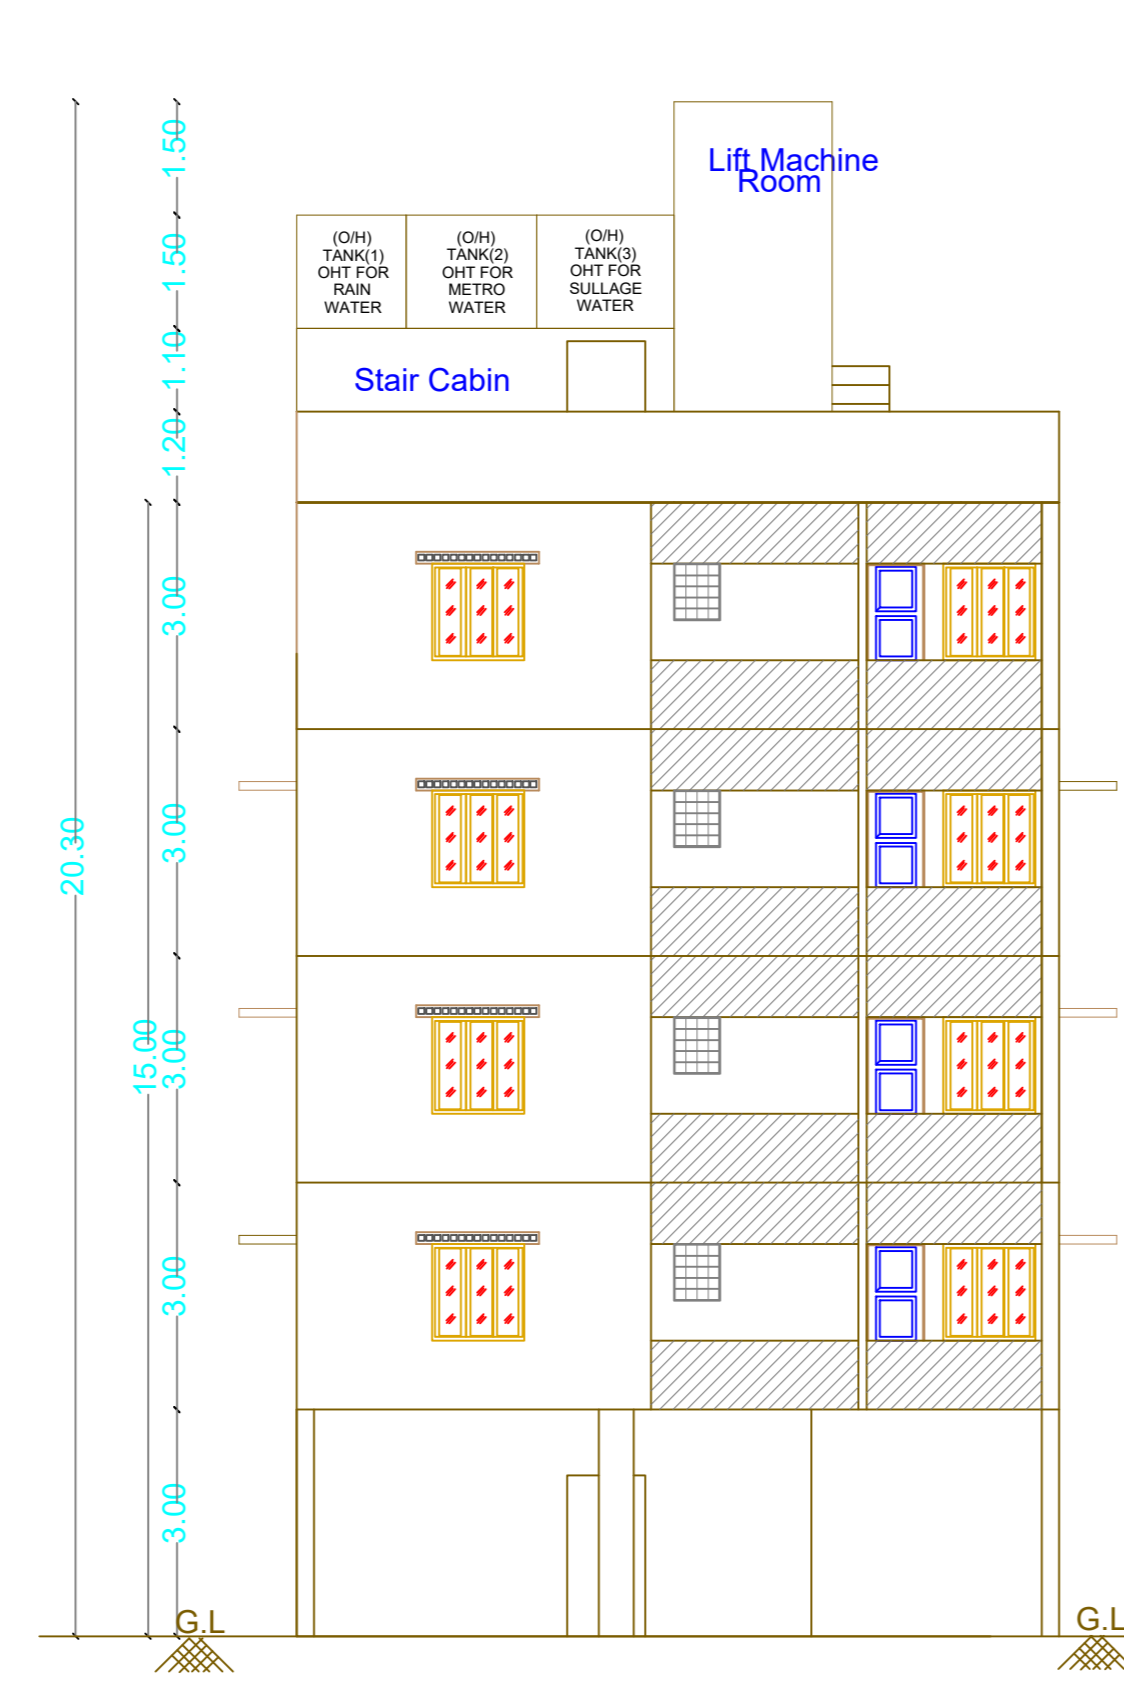 1.50
Lift Machine
Room
1.50
(O/H)
TANK(1)
OHT FOR
RAIN
WATER
(O/H)
TANK(2)
OHT FOR
METRO
WATER
(O/H)
TANK(3)
OHT FOR
SULLAGE
WATER
1.10
Stair Cabin
1.20
3.00
3.00
20.30
15.00
3.00
3.00
3.00
G.L
G.L